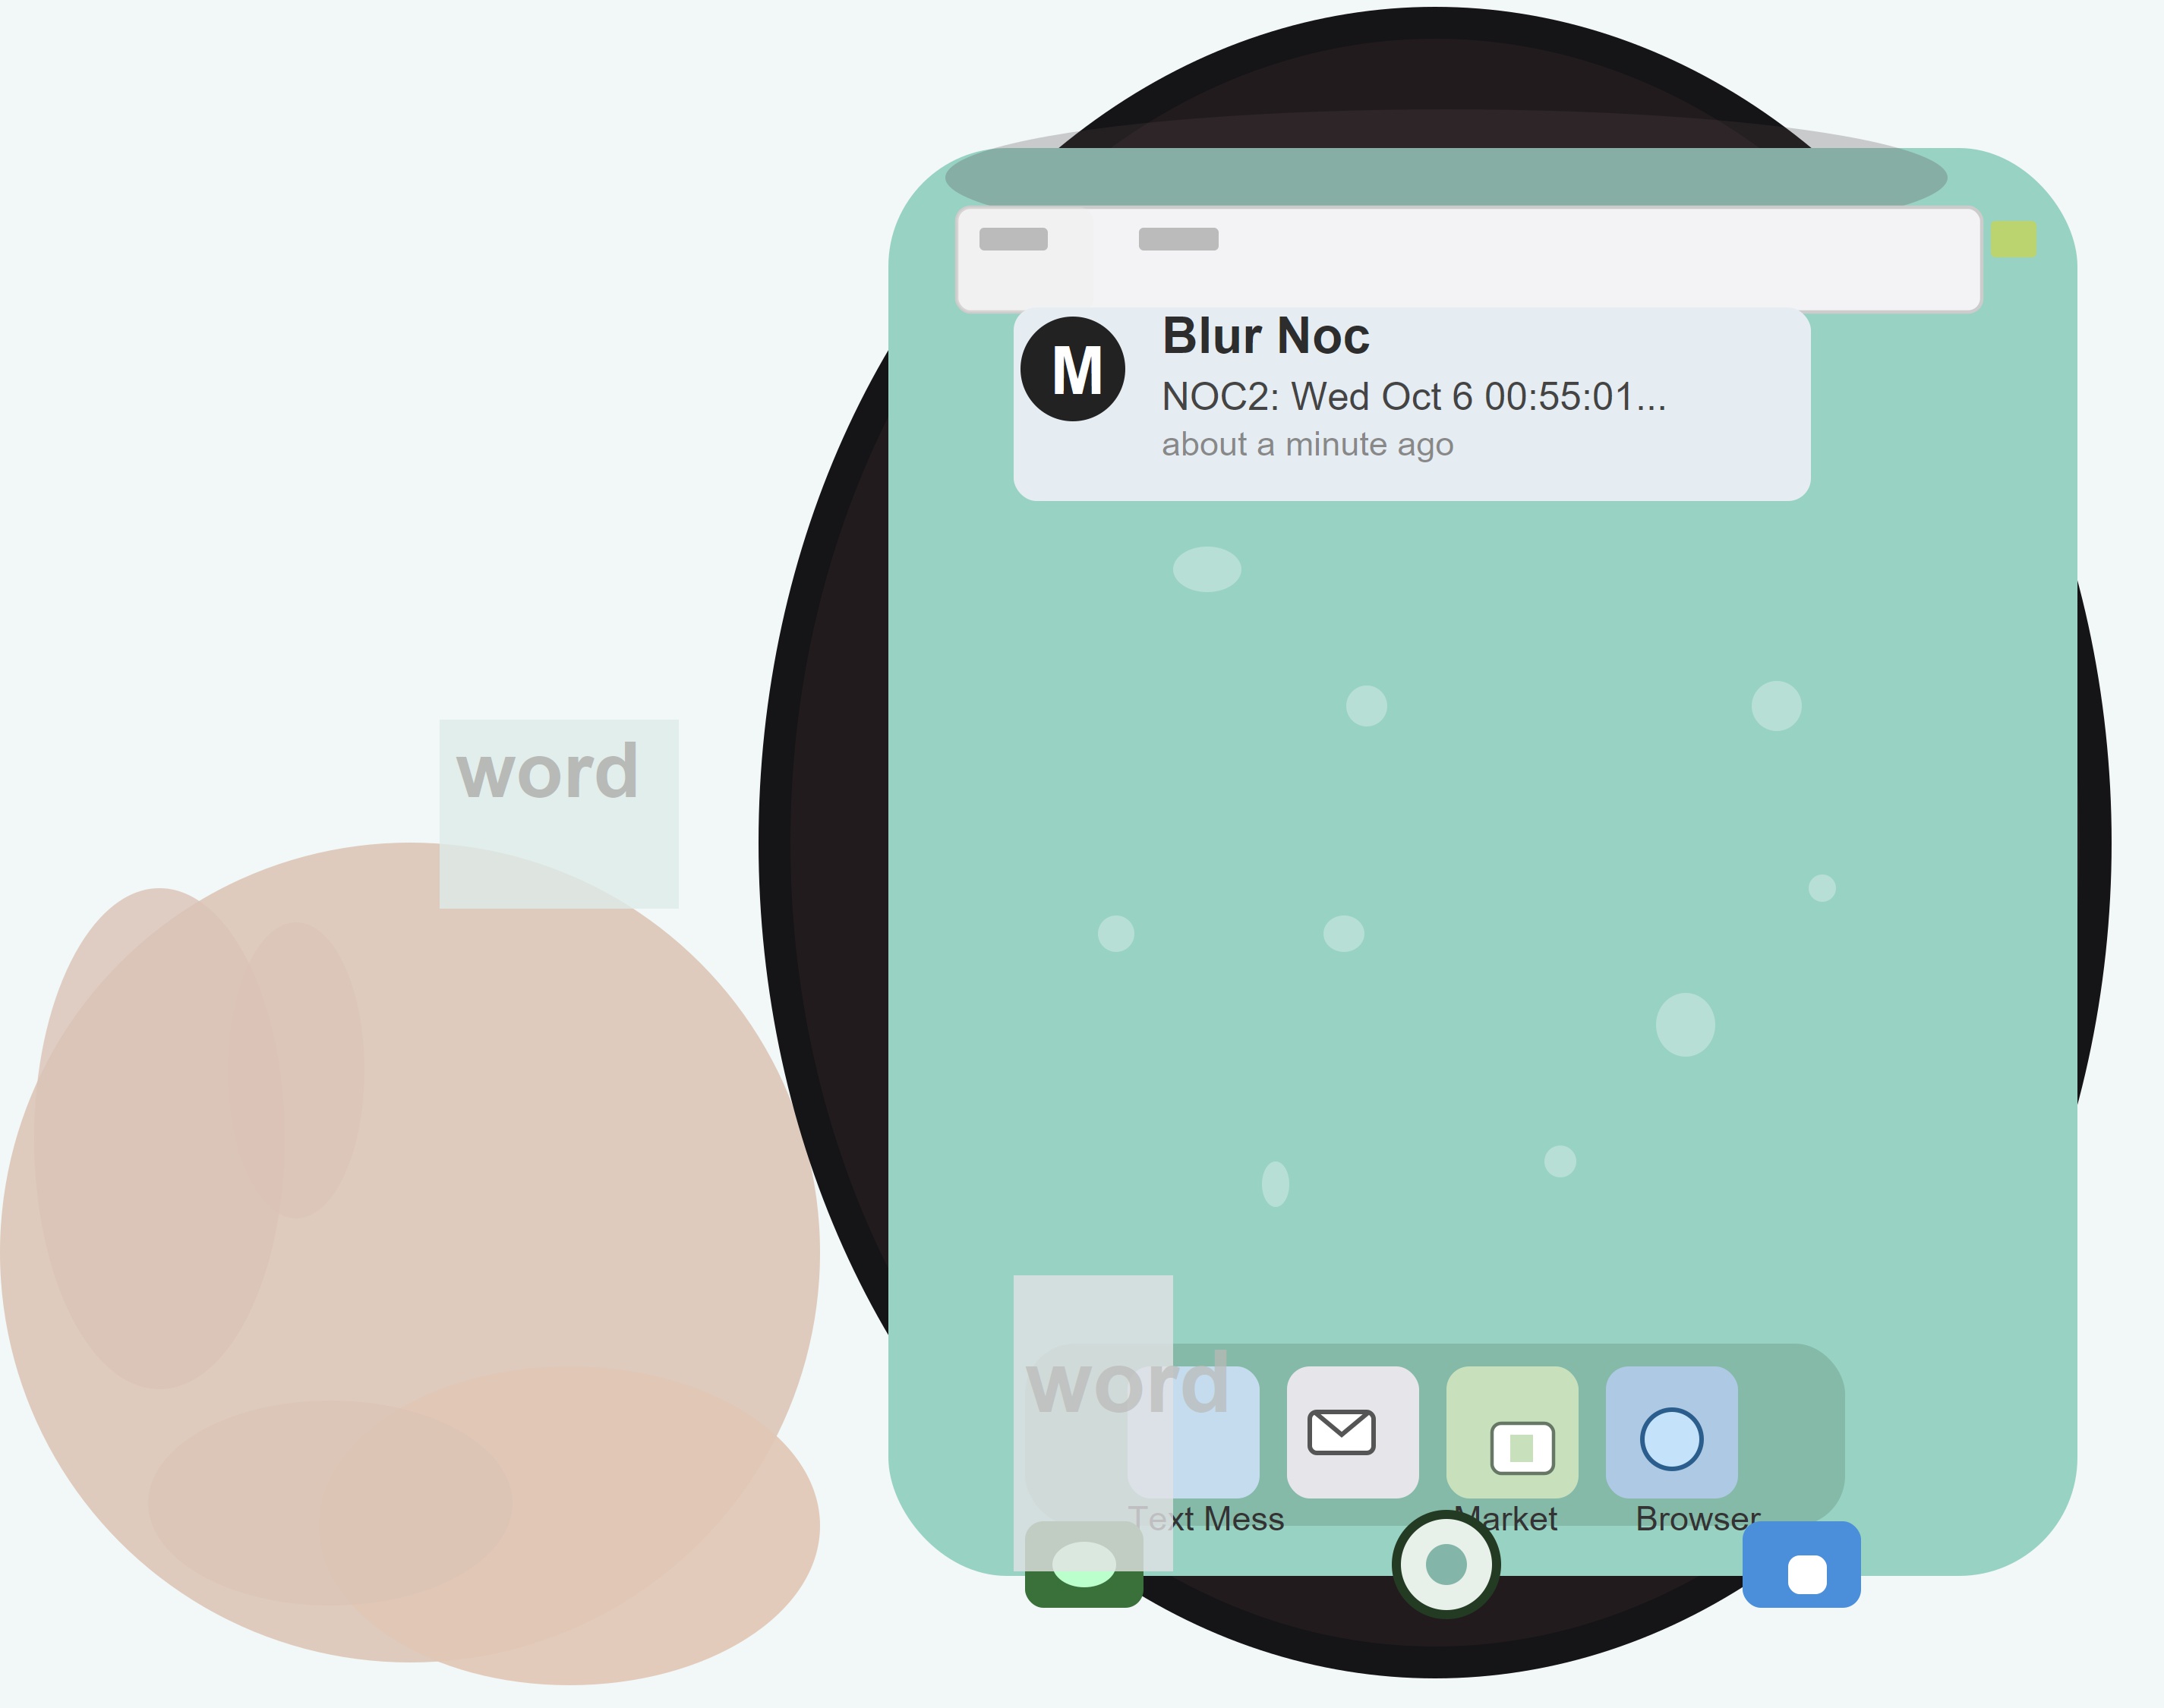 M
Blur Noc
NOC2: Wed Oct 6 00:55:01...
about a minute ago
word
word
Text Mess Market Browser